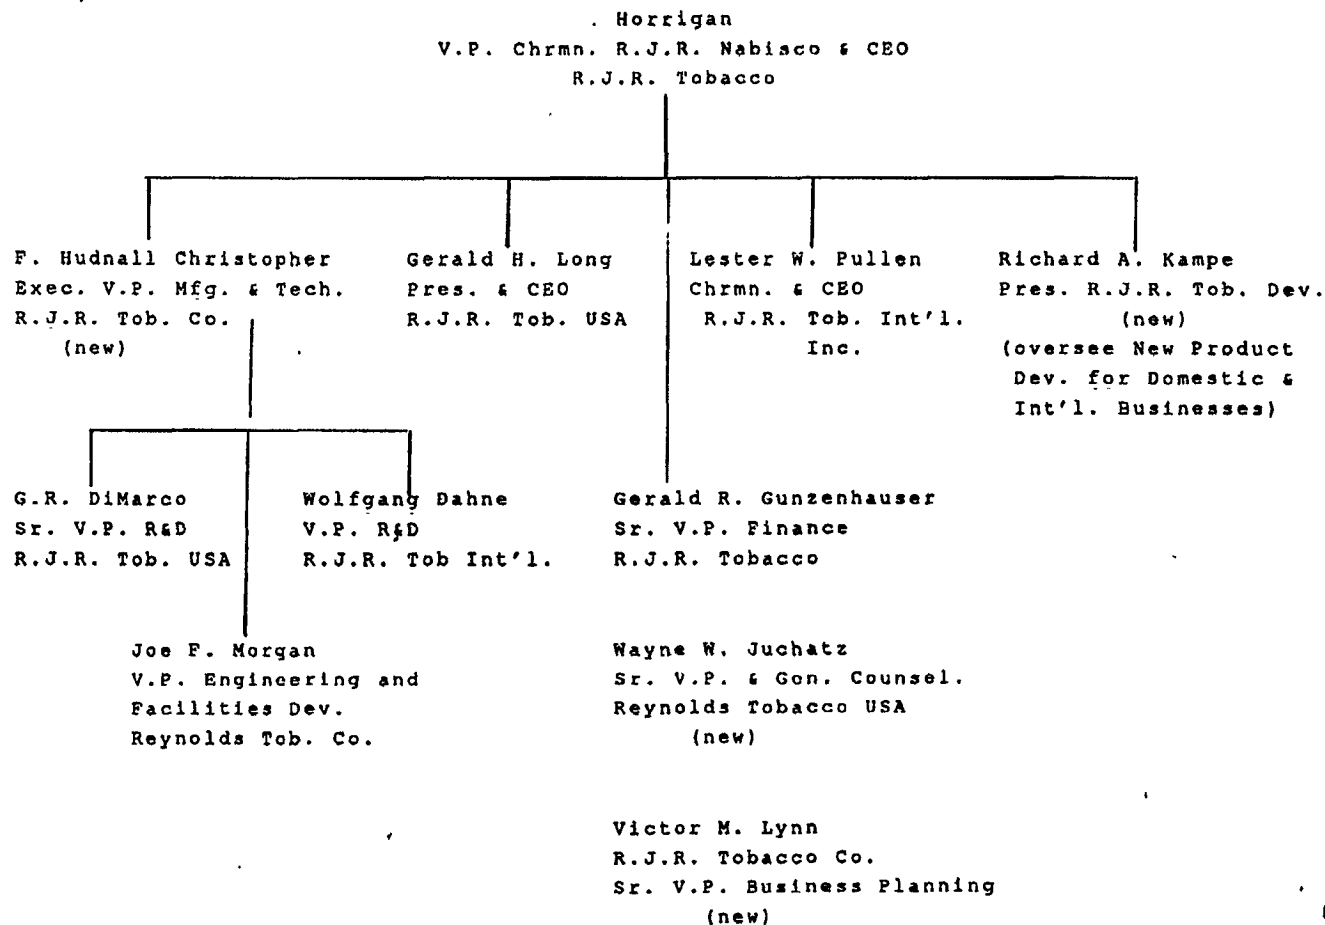 . Horrigan
V.P. Chrmn. R.J.R. Nabisco & CEO
R.J.R. Tobacco
F. Hudnall Christopher
Exec. V.P. Mfg. & Tech.
R.J.R. Tob. Co.
(new)
Gerald H. Long
Pres. & CEO
R.J.R. Tob. USA
Lester W. Pullen
Chrmn. & CEO
R.J.R. Tob. Int'l.
Inc.
Richard A. Kampe
Pres. R.J.R. Tob. Dev.
(new)
(oversee New Product
Dev. for Domestic &
Int'l. Businesses)
G.R. DiMarco
Sr. V.P. R&D
R.J.R. Tob. USA
Wolfgang Dahne
V.P. R&D
R.J.R. Tob Int'l.
Gerald R. Gunzenhauser
Sr. V.P. Finance
R.J.R. Tobacco
Joe F. Morgan
V.P. Engineering and
Facilities Dev.
Reynolds Tob. Co.
Wayne W. Juchatz
Sr. V.P. & Gen. Counsel.
Reynolds Tobacco USA
(new)
Victor M. Lynn
R.J.R. Tobacco Co.
Sr. V.P. Business Planning
(new)